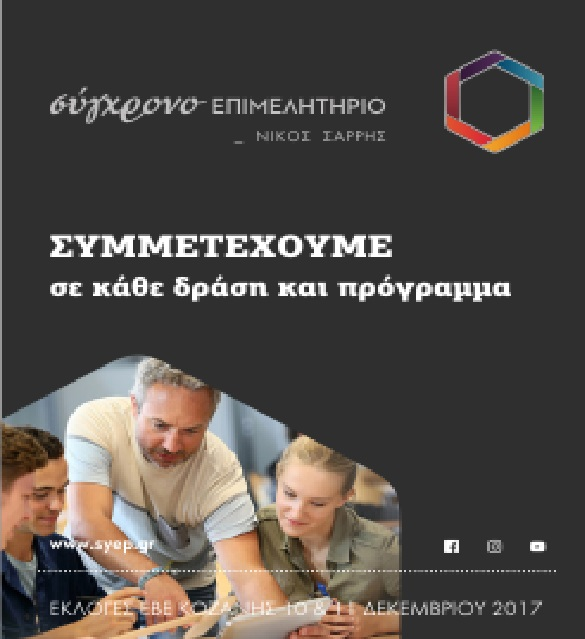 σύγχρονο ΕΠΙΜΕΛΗΤΗΡΙΟ
_ ΝΙΚΟΣ ΣΑΡΡΗΣ
ΣΥΜΜΕΤΕΧΟΥΜΕ
σε κάθε δράση και πρόγραμμα
www.syep.gr
ΕΚΛΟΓΕΣ ΕΒΕ ΚΟΖΑΝΗΣ 10 & 11 ΔΕΚΕΜΒΡΙΟΥ 2017